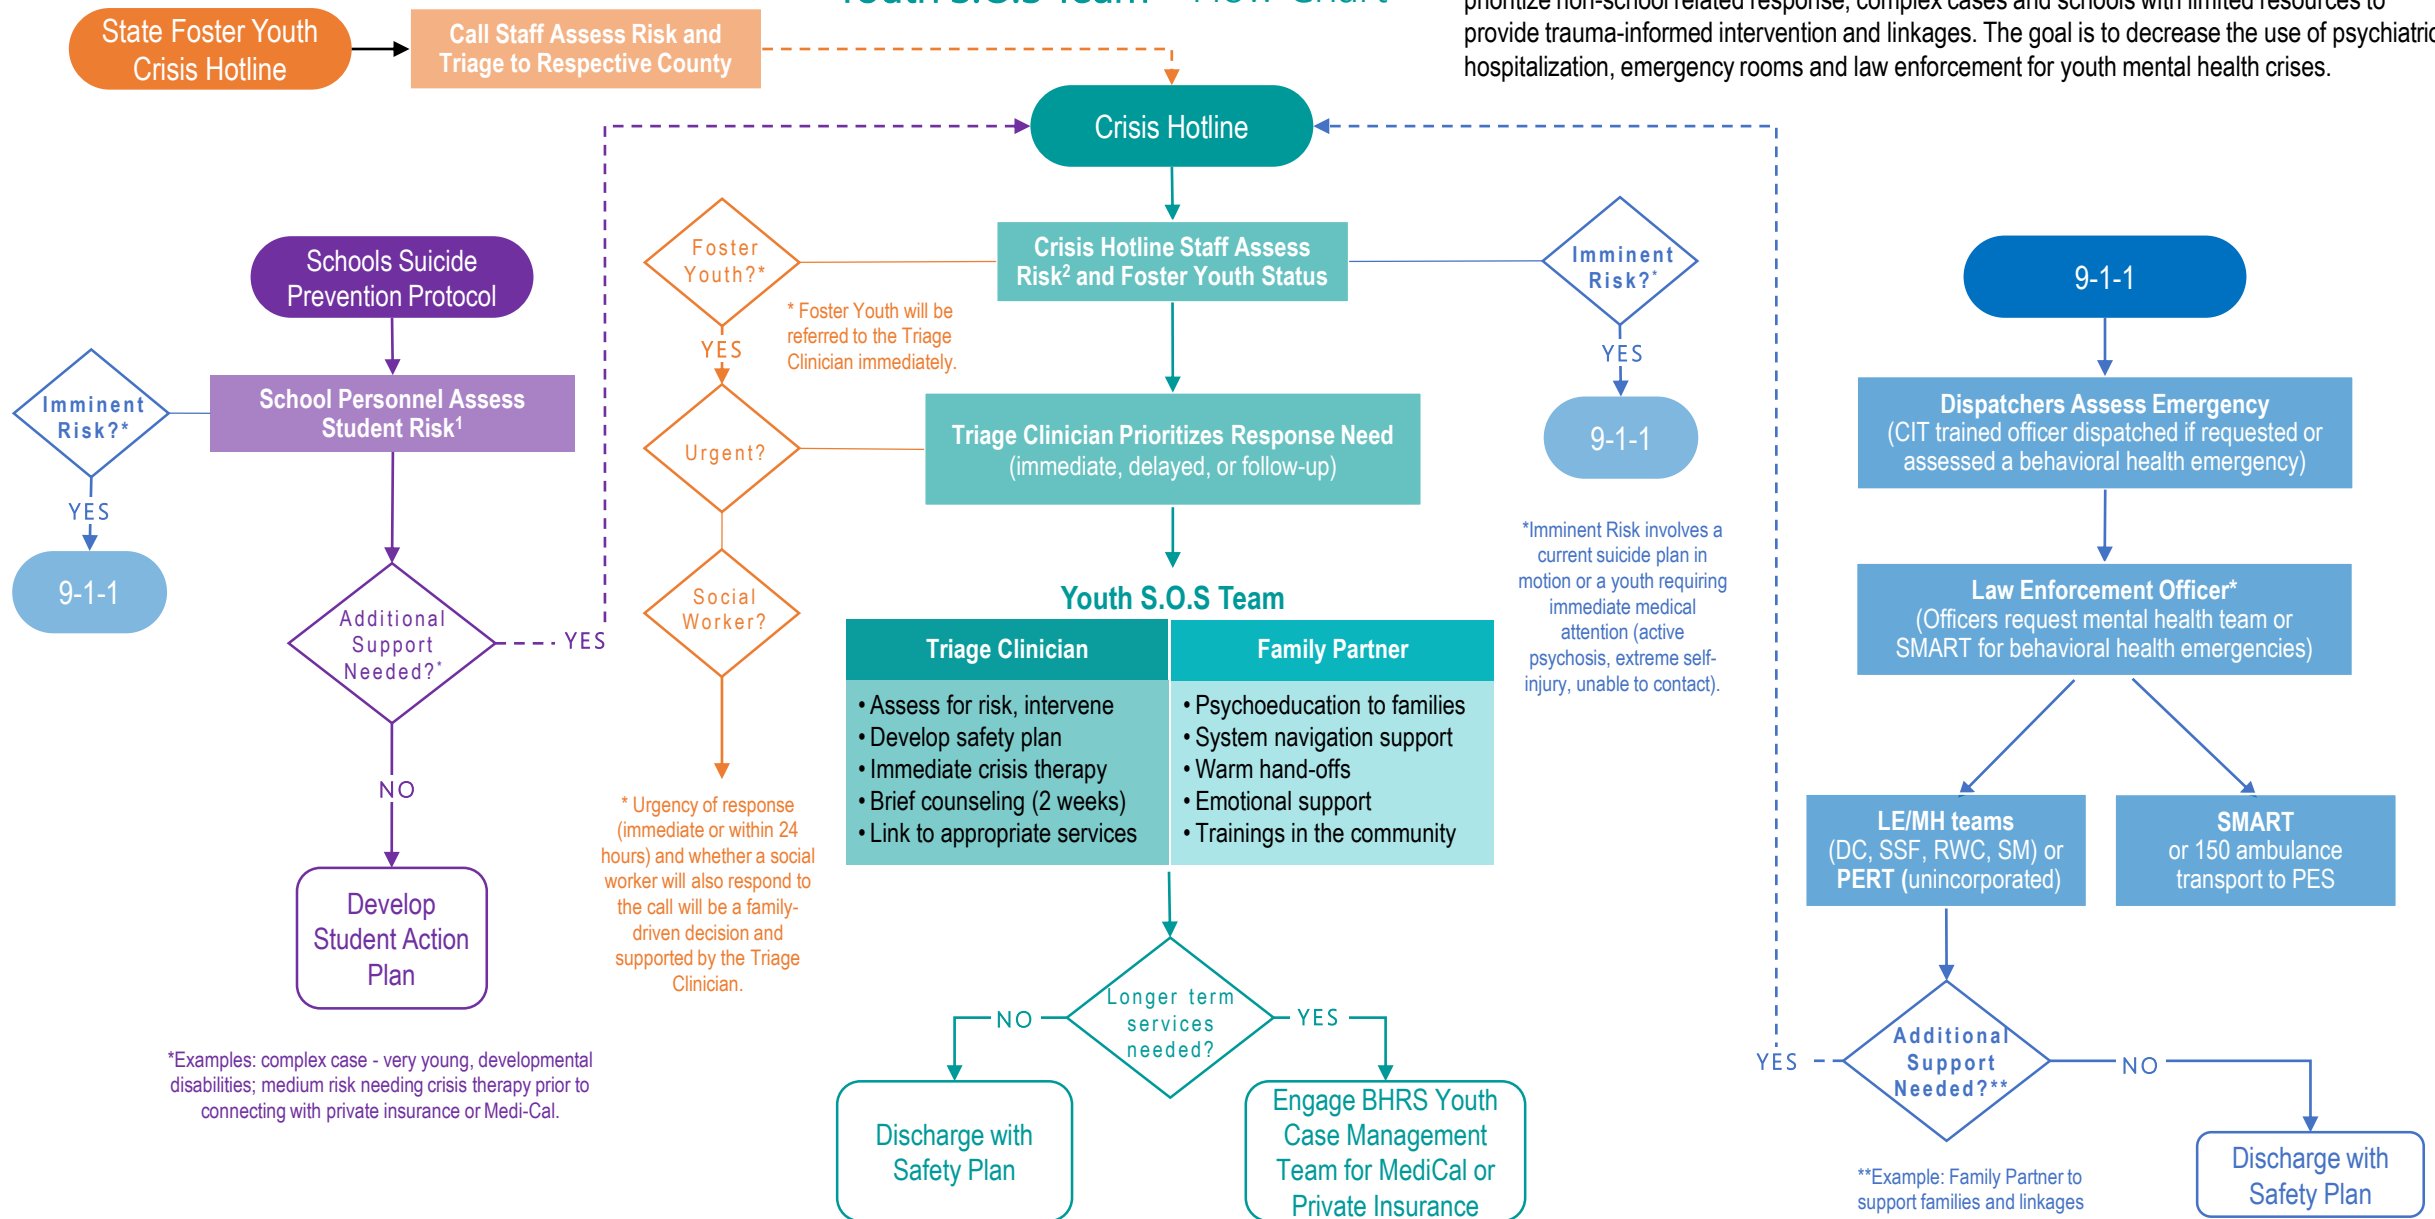 Youth S.O.S Team – Flow Chart
prioritize non-school related response, complex cases and schools with limited resources to
provide trauma-informed intervention and linkages. The goal is to decrease the use of psychiatric
hospitalization, emergency rooms and law enforcement for youth mental health crises.
State Foster Youth
Crisis Hotline
Call Staff Assess Risk and
Triage to Respective County
Crisis Hotline
Schools Suicide
Prevention Protocol
School Personnel Assess
Student Risk1
Imminent
Risk?*
YES
9-1-1
Additional
Support
Needed?*
YES
NO
Develop
Student Action
Plan
*Examples: complex case - very young, developmental
disabilities; medium risk needing crisis therapy prior to
connecting with private insurance or Medi-Cal.
Foster
Youth?*
YES
* Foster Youth will be
referred to the Triage
Clinician immediately.
Urgent?
Social
Worker?
* Urgency of response
(immediate or within 24
hours) and whether a social
worker will also respond to
the call will be a family-
driven decision and
supported by the Triage
Clinician.
Crisis Hotline Staff Assess
Risk2 and Foster Youth Status
Triage Clinician Prioritizes Response Need
(immediate, delayed, or follow-up)
Youth S.O.S Team
Triage Clinician
• Assess for risk, intervene
• Develop safety plan
• Immediate crisis therapy
• Brief counseling (2 weeks)
• Link to appropriate services
Family Partner
• Psychoeducation to families
• System navigation support
• Warm hand-offs
• Emotional support
• Trainings in the community
Longer term
services
needed?
NO
YES
Discharge with
Safety Plan
Engage BHRS Youth
Case Management
Team for MediCal or
Private Insurance
Imminent
Risk?*
YES
9-1-1
*Imminent Risk involves a
current suicide plan in
motion or a youth requiring
immediate medical
attention (active
psychosis, extreme self-
injury, unable to contact).
9-1-1
Dispatchers Assess Emergency
(CIT trained officer dispatched if requested or
assessed a behavioral health emergency)
Law Enforcement Officer*
(Officers request mental health team or
SMART for behavioral health emergencies)
LE/MH teams
(DC, SSF, RWC, SM) or
PERT (unincorporated)
SMART
or 150 ambulance
transport to PES
Additional
Support
Needed?**
YES
NO
**Example: Family Partner to
support families and linkages
Discharge with
Safety Plan